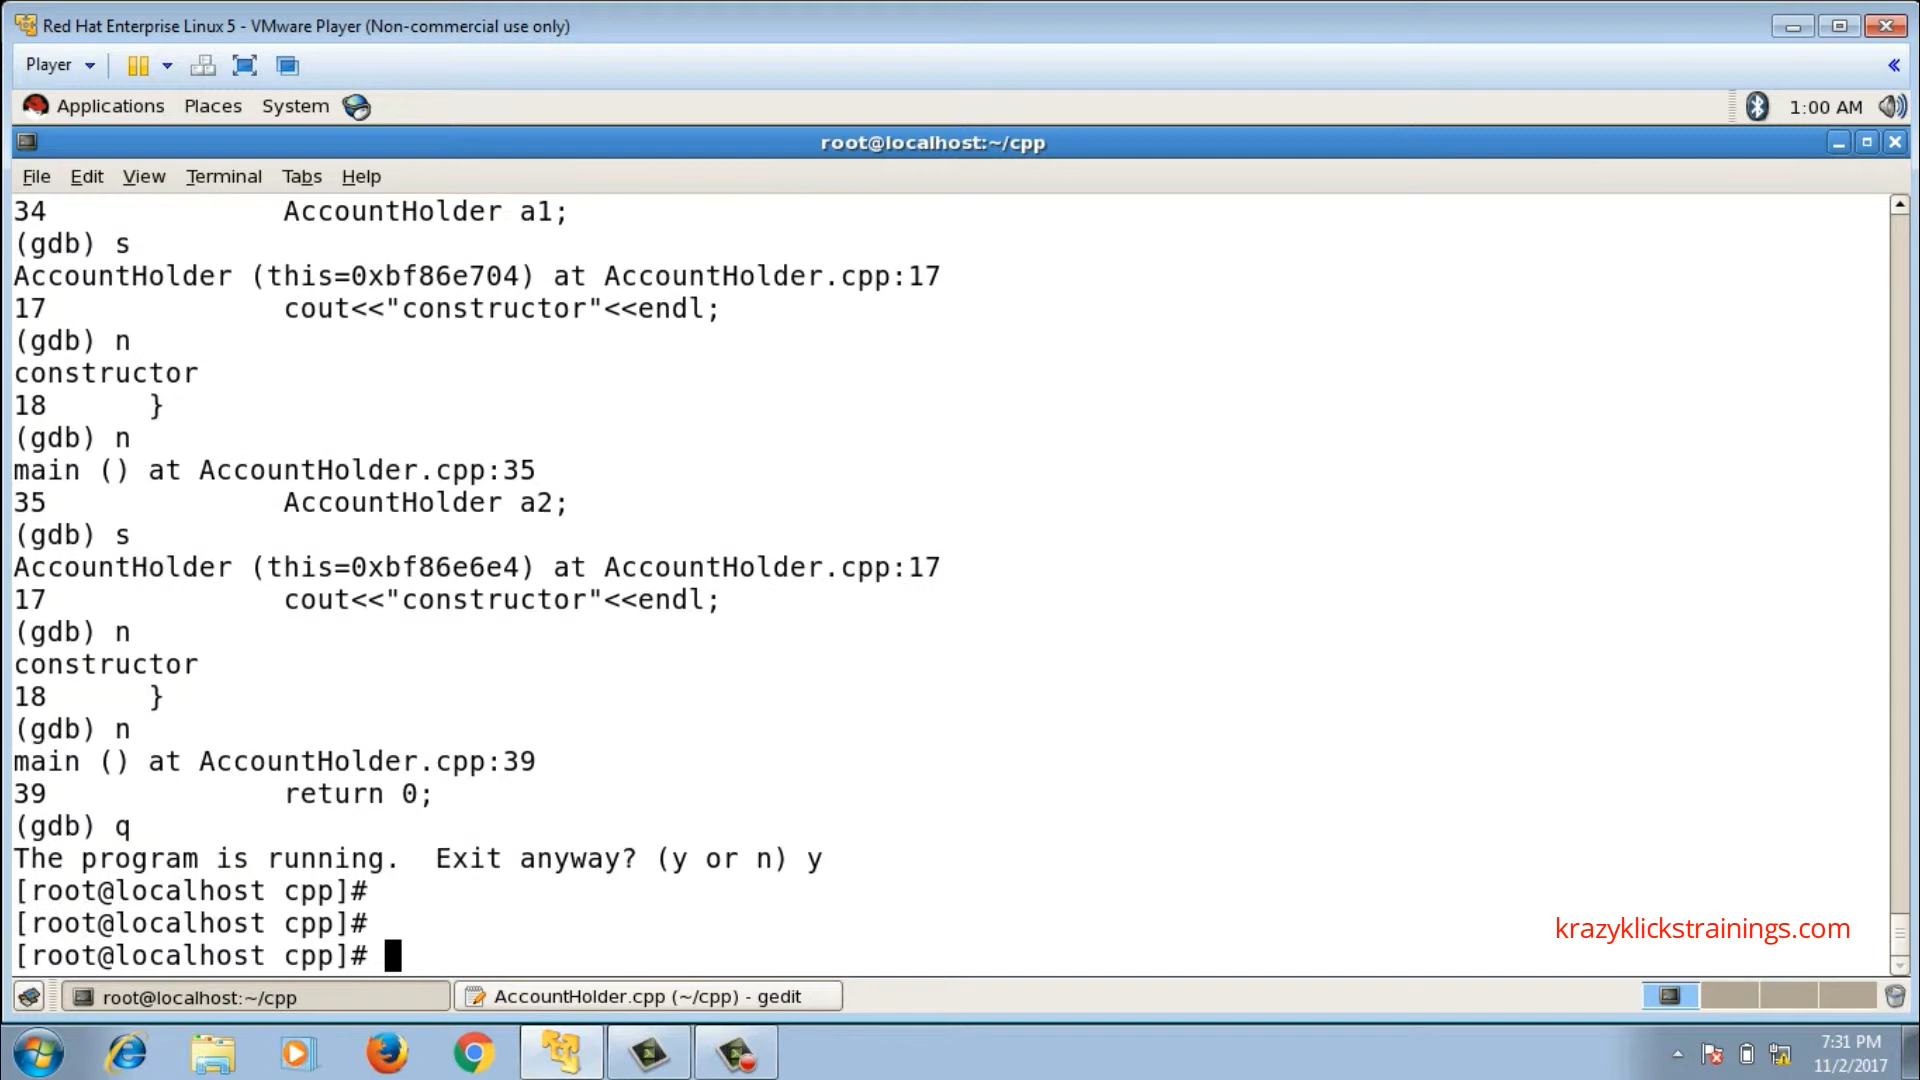 Red Hat Enterprise Linux 5 - VMware Player (Non-commercial use only)
Player
Applications Places System 1:00 AM
root@localhost:~/cpp
File Edit View Terminal Tabs Help
34 AccountHolder a1;
(gdb) s
AccountHolder (this=0xbf86e704) at AccountHolder.cpp:17
17 cout<<"constructor"<<endl;
(gdb) n
constructor
18 }
(gdb) n
main () at AccountHolder.cpp:35
35 AccountHolder a2;
(gdb) s
AccountHolder (this=0xbf86e6e4) at AccountHolder.cpp:17
17 cout<<"constructor"<<endl;
(gdb) n
constructor
18 }
(gdb) n
main () at AccountHolder.cpp:39
39 return 0;
(gdb) q
The program is running. Exit anyway? (y or n) y
[root@localhost cpp]#
[root@localhost cpp]#
[root@localhost cpp]#
krazyklickstrainings.com
root@localhost:~/cpp
AccountHolder.cpp (~/cpp) - gedit
7:31 PM
11/2/2017